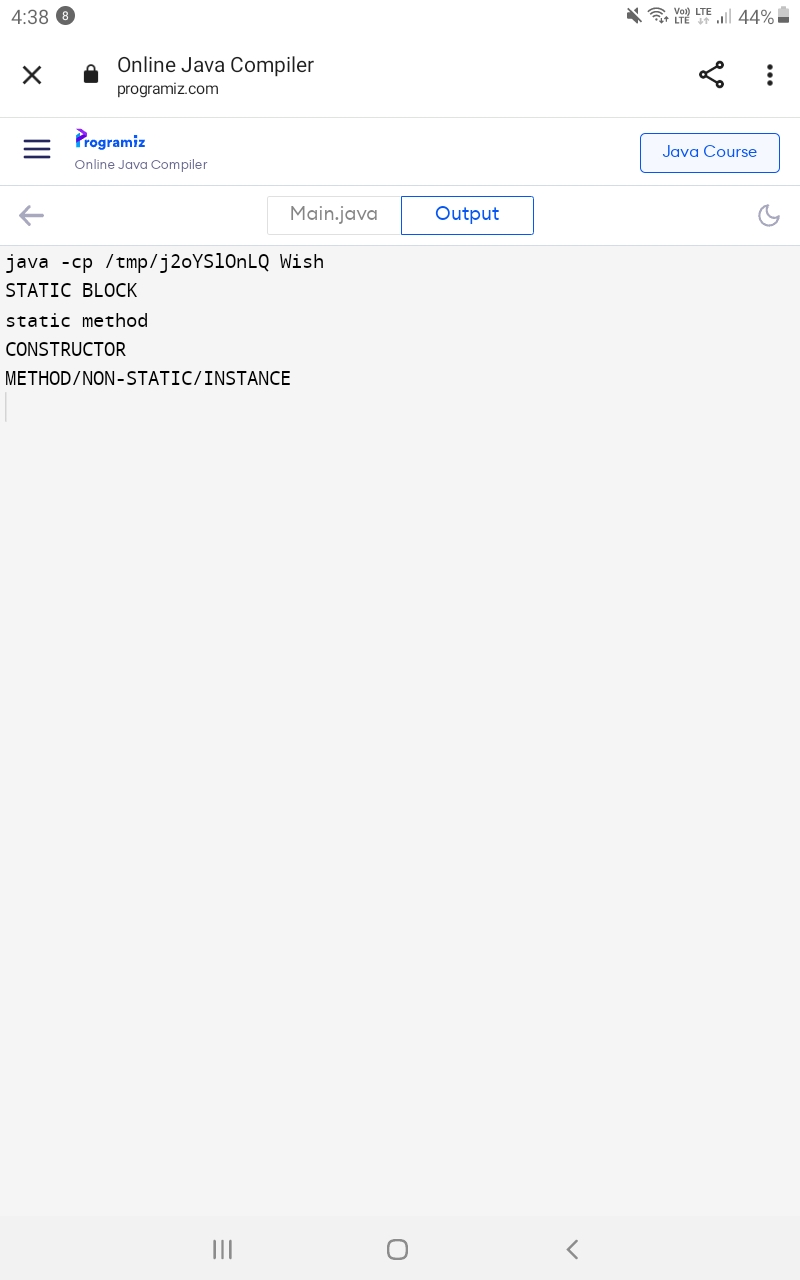 4:38 8 Vo) LTE LTE 44%
Online Java Compiler
programiz.com
Programiz
Online Java Compiler
Java Course
Main.java Output
java -cp /tmp/j2oYSlOnLQ Wish
STATIC BLOCK
static method
CONSTRUCTOR
METHOD/NON-STATIC/INSTANCE